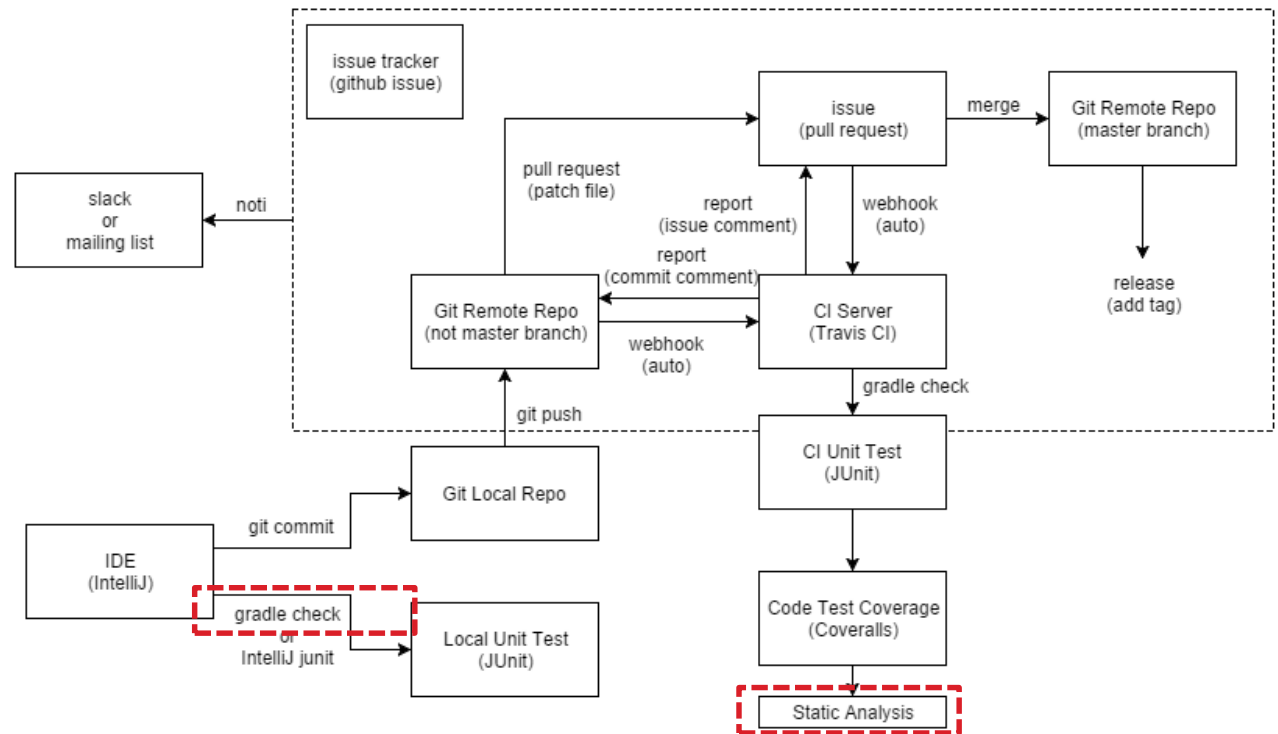 issue tracker
(github issue)
issue
(pull request)
merge
Git Remote Repo
(master branch)
pull request
(patch file)
slack
or
mailing list
noti
report
(issue comment)
webhook
(auto)
report
(commit comment)
release
(add tag)
Git Remote Repo
(not master branch)
CI Server
(Travis CI)
webhook
(auto)
gradle check
git push
CI Unit Test
(JUnit)
Git Local Repo
git commit
IDE
(IntelliJ)
gradle check
or
IntelliJ junit
Local Unit Test
(JUnit)
Code Test Coverage
(Coveralls)
Static Analysis